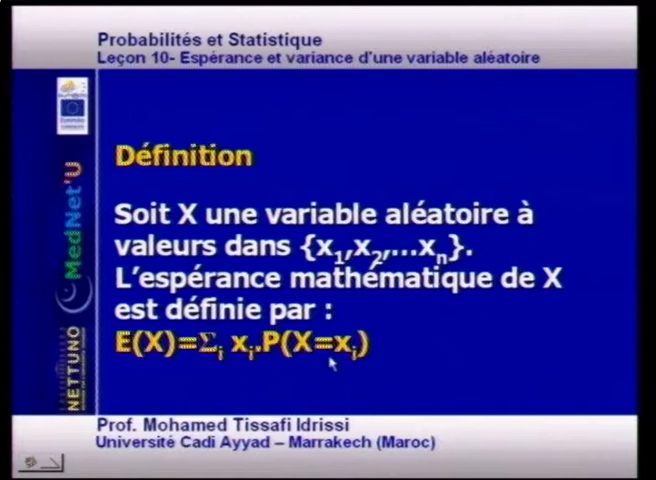 Probabilités et Statistique
Leçon 10- Espérance et variance d'une variable aléatoire
Définition
Soit X une variable aléatoire à
valeurs dans {x₁,x₂,...xₙ}.
L'espérance mathématique de X
est définie par :
E(X)=Σᵢ xᵢ.P(X=xᵢ)
MedNet'U
NETTUNO
Prof. Mohamed Tissafi Idrissi
Université Cadi Ayyad – Marrakech (Maroc)